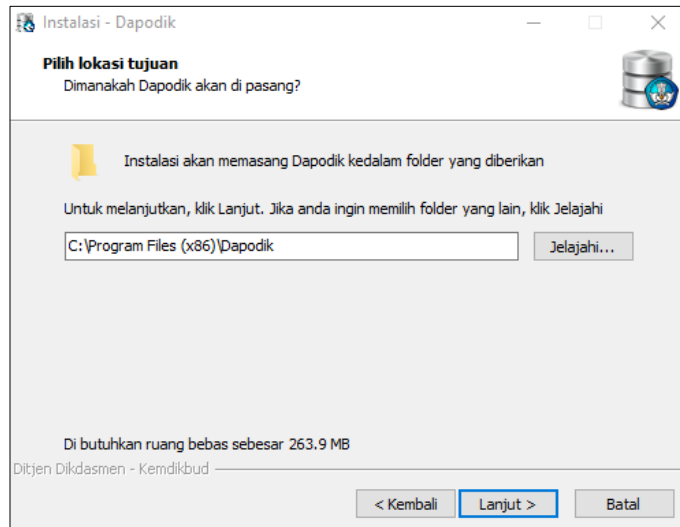 Instalasi - Dapodik
Pilih lokasi tujuan
Dimanakah Dapodik akan di pasang?
Instalasi akan memasang Dapodik kedalam folder yang diberikan
Untuk melanjutkan, klik Lanjut. Jika anda ingin memilih folder yang lain, klik Jelajahi
C:\Program Files (x86)\Dapodik
Jelajahi...
Di butuhkan ruang bebas sebesar 263.9 MB
Ditjen Dikdasmen - Kemdikbud
< Kembali
Lanjut >
Batal